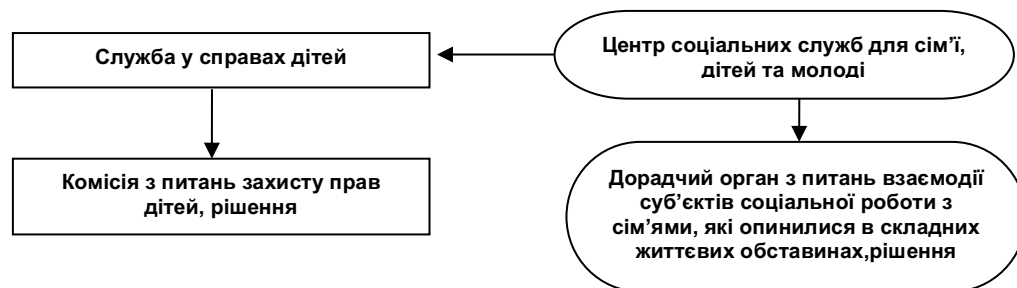 Служба у справах дітей
Центр соціальних служб для сім’ї,
дітей та молоді
Комісія з питань захисту прав
дітей, рішення
Дорадчий орган з питань взаємодії
суб’єктів соціальної роботи з
сім’ями, які опинилися в складних
життєвих обставинах,рішення